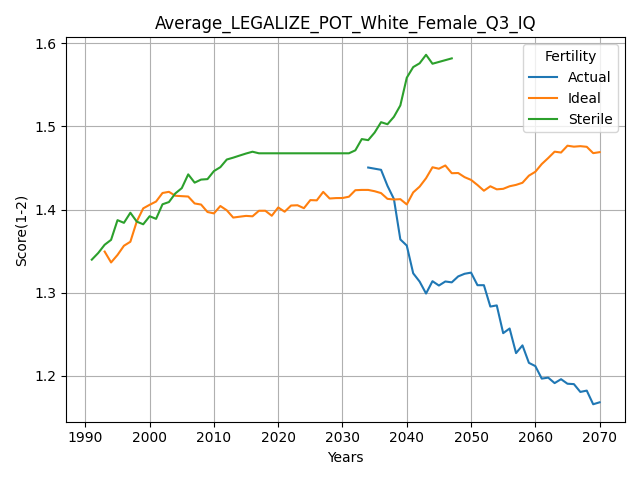 Average_LEGALIZE_POT_White_Female_Q3_IQ
Score(1-2)
1.6
1.5
1.4
1.3
1.2
Fertility
Actual
Ideal
Sterile
1990 2000 2010 2020 2030 2040 2050 2060 2070
Years